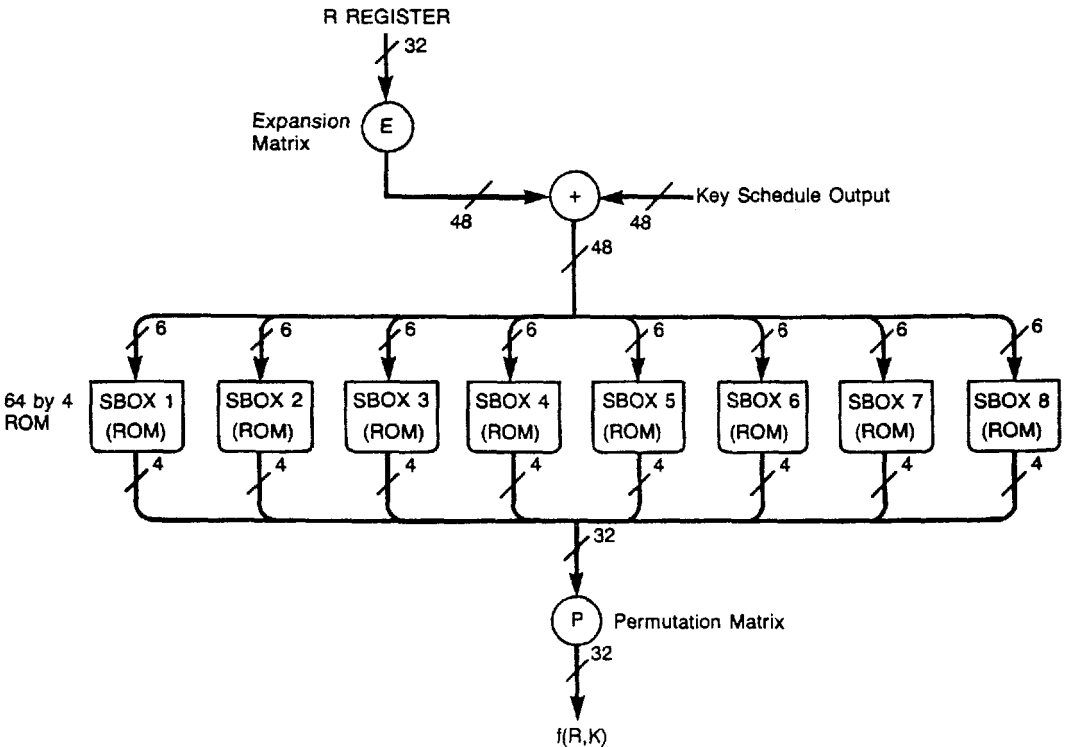 R REGISTER
32
Expansion
Matrix
E
48
+
48
Key Schedule Output
48
6 6 6 6 6 6 6 6
64 by 4
ROM
SBOX 1
(ROM)
SBOX 2
(ROM)
SBOX 3
(ROM)
SBOX 4
(ROM)
SBOX 5
(ROM)
SBOX 6
(ROM)
SBOX 7
(ROM)
SBOX 8
(ROM)
4 4 4 4 4 4 4 4
32
P
Permutation Matrix
32
f(R,K)